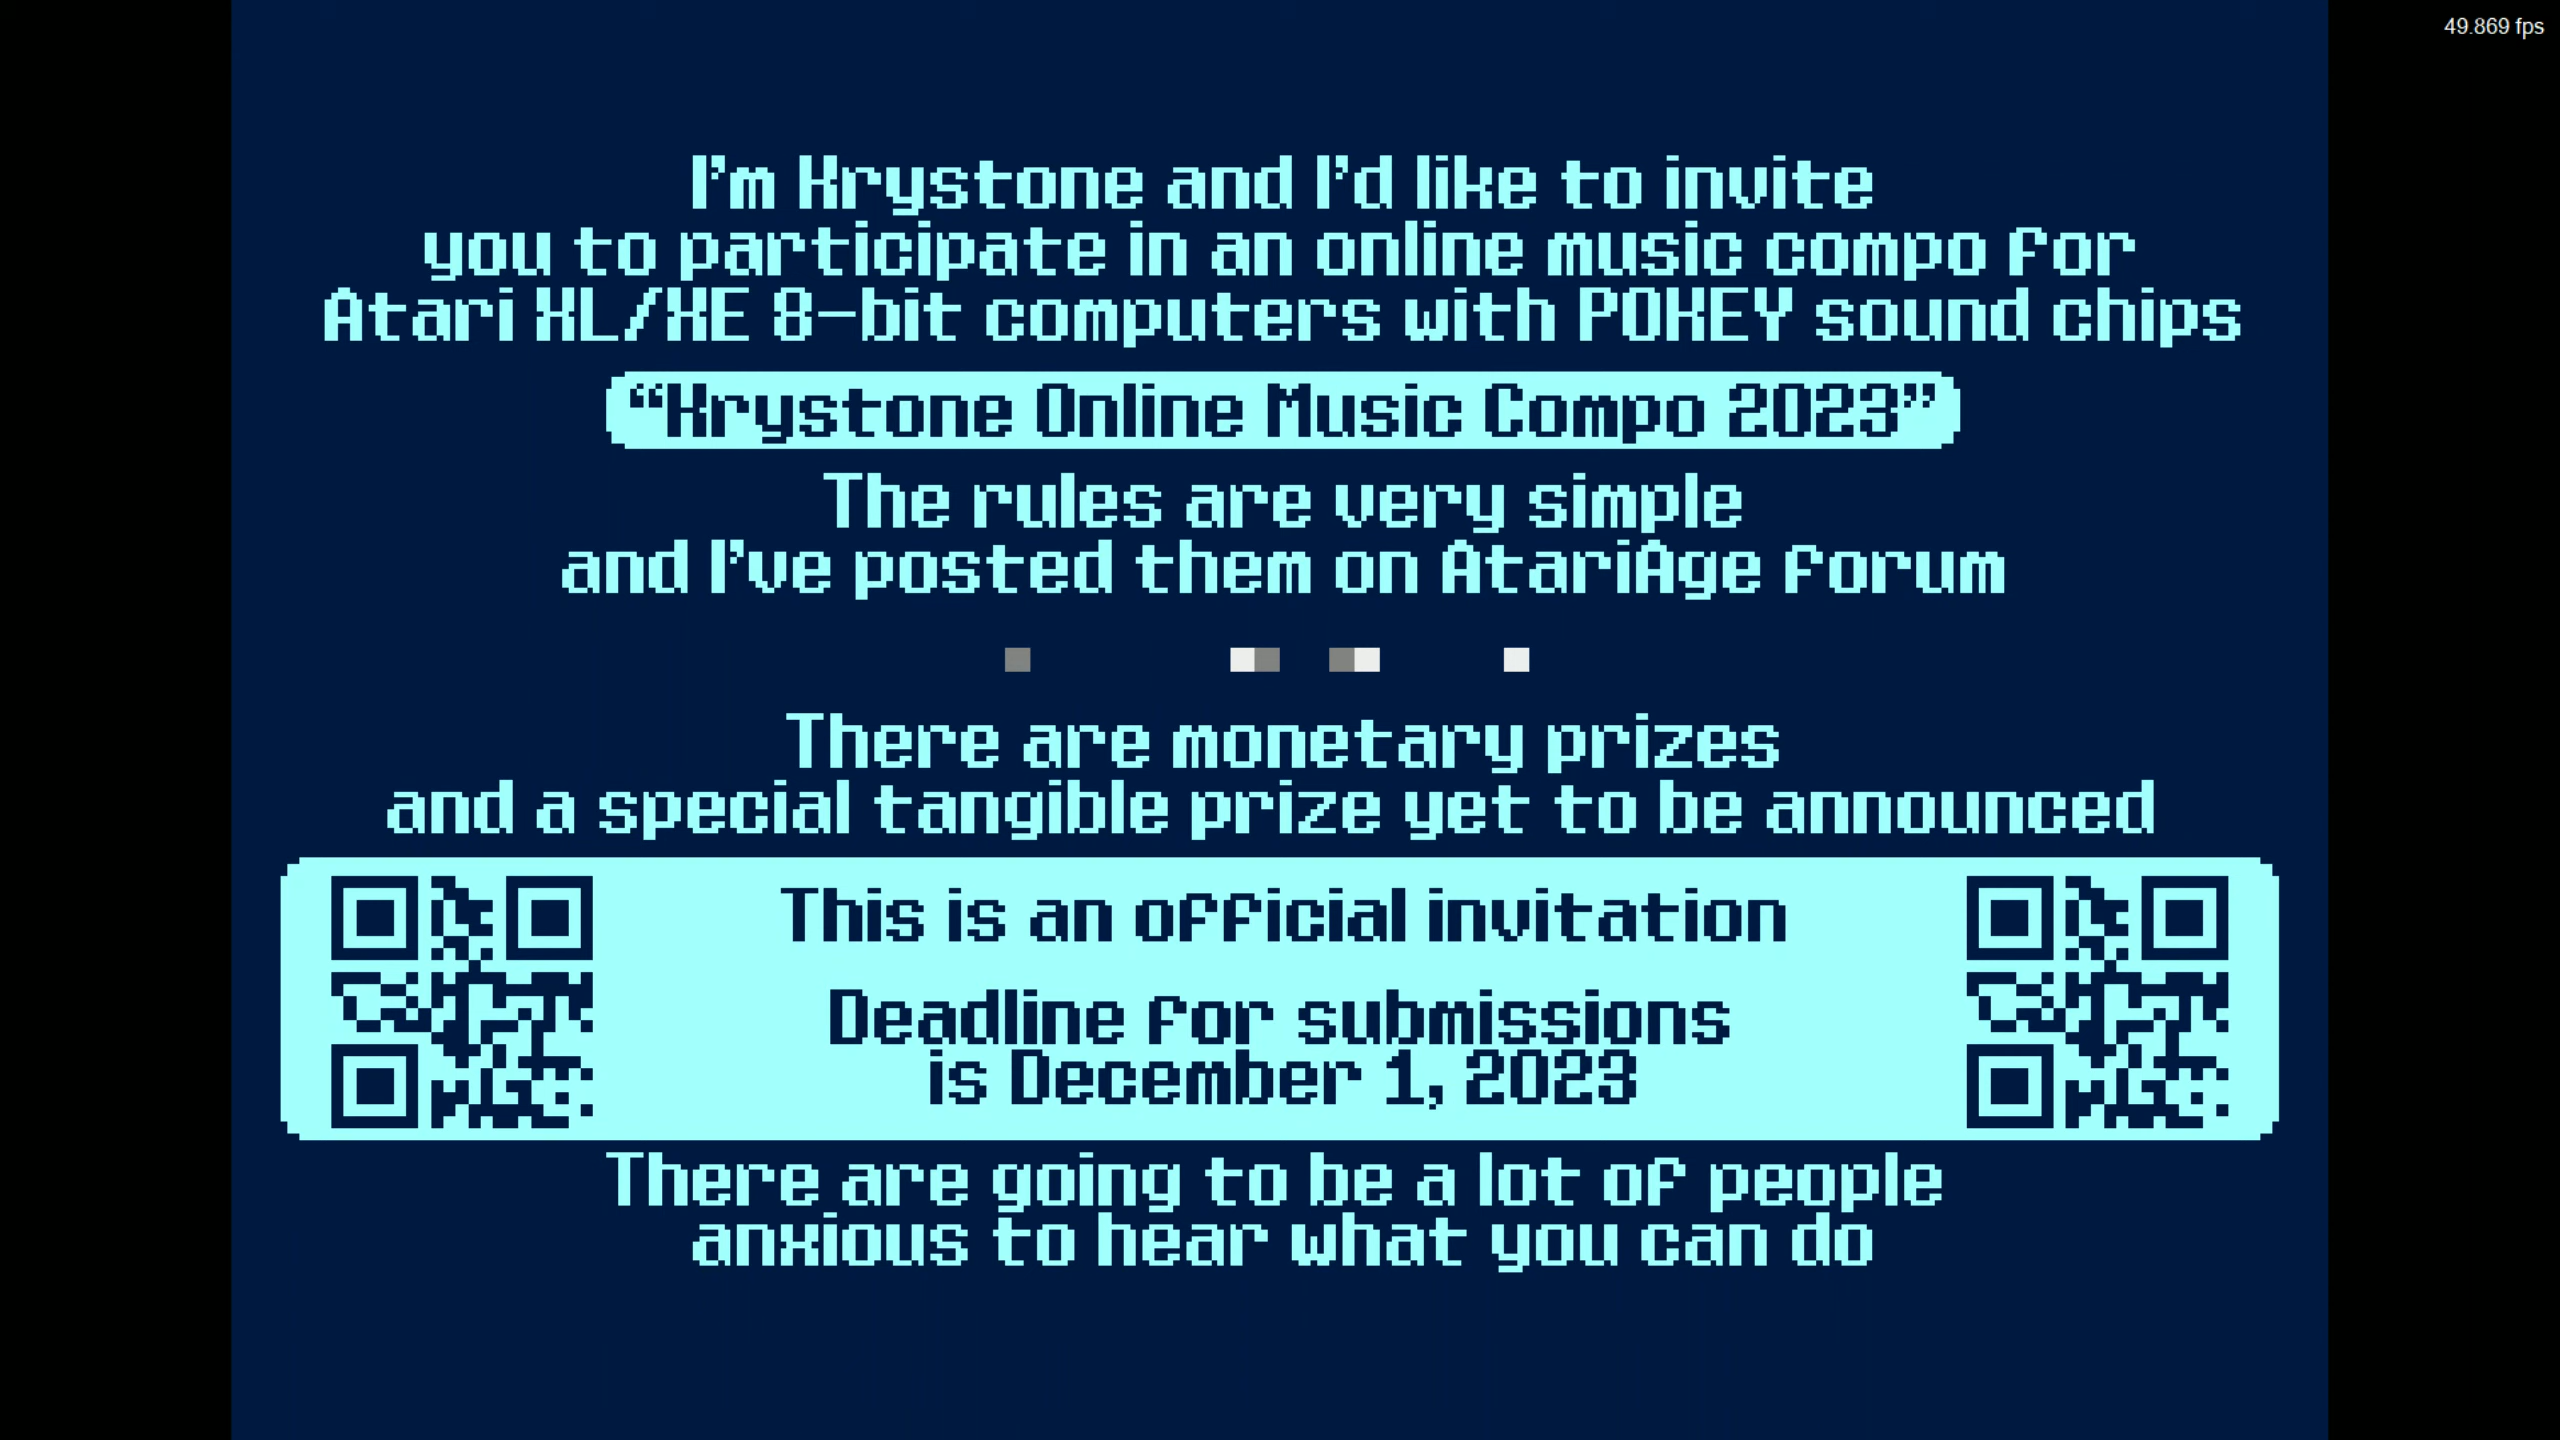 49.869 fps
I’m Krystone and I’d like to invite
you to participate in an online music compo for
Atari XL/XE 8-bit computers with POKEY sound chips
“Krystone Online Music Compo 2023”
The rules are very simple
and I’ve posted them on AtariAge forum
There are monetary prizes
and a special tangible prize yet to be announced
This is an official invitation
Deadline for submissions
is December 1, 2023
There are going to be a lot of people
anxious to hear what you can do